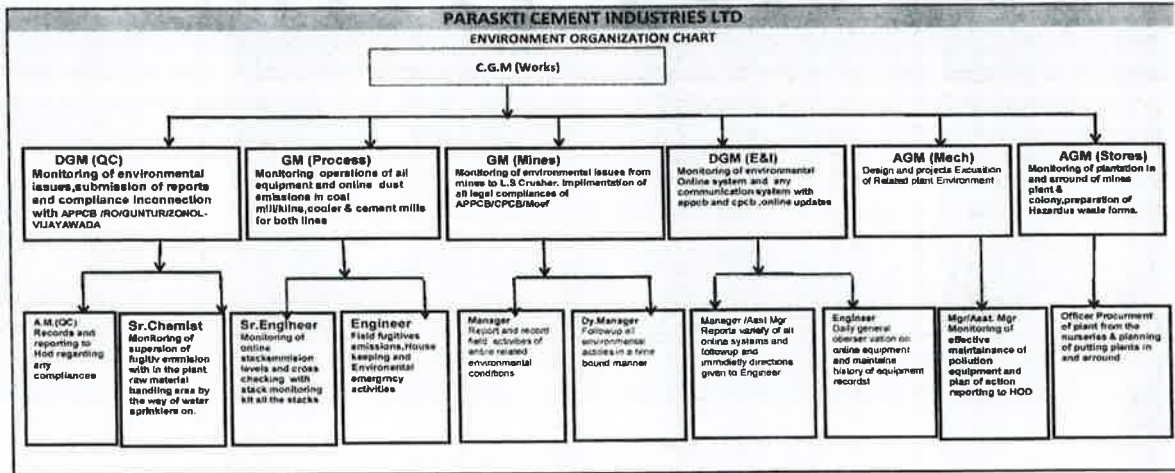 PARASKTI CEMENT INDUSTRIES LTD
ENVIRONMENT ORGANIZATION CHART
C.G.M (Works)
DGM (QC)
Monitoring of environmental
issues,submission of reports
and compliance inconnection
with APPCB /RO/GUNTUR/ZONOL-
VIJAYAWADA
GM (Process)
Monitoring operations of all
equipment and online dust
emissions in coal
mill/kilns,cooler & cement mills
for both lines
GM (Mines)
Monitoring of environmental issues from
mines to L.S Crusher. Implimentation of
all legal compliances of
APPCB/CPCB/Moef
DGM (E&I)
Monitoring of environmental
Online system and any
communication system with
appcb and cpcb ,online updates
AGM (Mech)
Design and projects Excusition of
Related plant Environment
AGM (Stores)
Monitoring of plantation in
and arround of mines
plant &
colony,preparation of
Hazardus waste forms.
A.M.(QC)
Records and
reporting to
Hod regarding
any
compliances
Sr.Chemist
Monitoring of
supersion of
fugitiv emmision
with in the plant
raw material
handling area by
the way of water
sprinklers on.
Sr.Engineer
Monitoring of
online
stackemmision
levels and cross
checking with
stack monitoring
kit all the stacks
Engineer
Field fugitives
emissions,House
keeping and
Environental
emergncy
activities
Manager
Report and record
field activities of
entire related
environmental
conditions
Dy.Manager
Followup all
environmental
actities in a time
bound manner
Manager /Asst Mgr
Reports variety of all
online systems and
followup and
immidietly directions
given to Engineer
Engineer
Daily general
oberser vation on
online equipment
and maintains
history of equipment
records!
Mgr/Asst. Mgr
Monitoring of
effective
maintainance of
pollution
equipment and
plan of action
reporting to HOD
Officer Procurment
of plant from the
nurseries & planning
of putting plants in
and arround